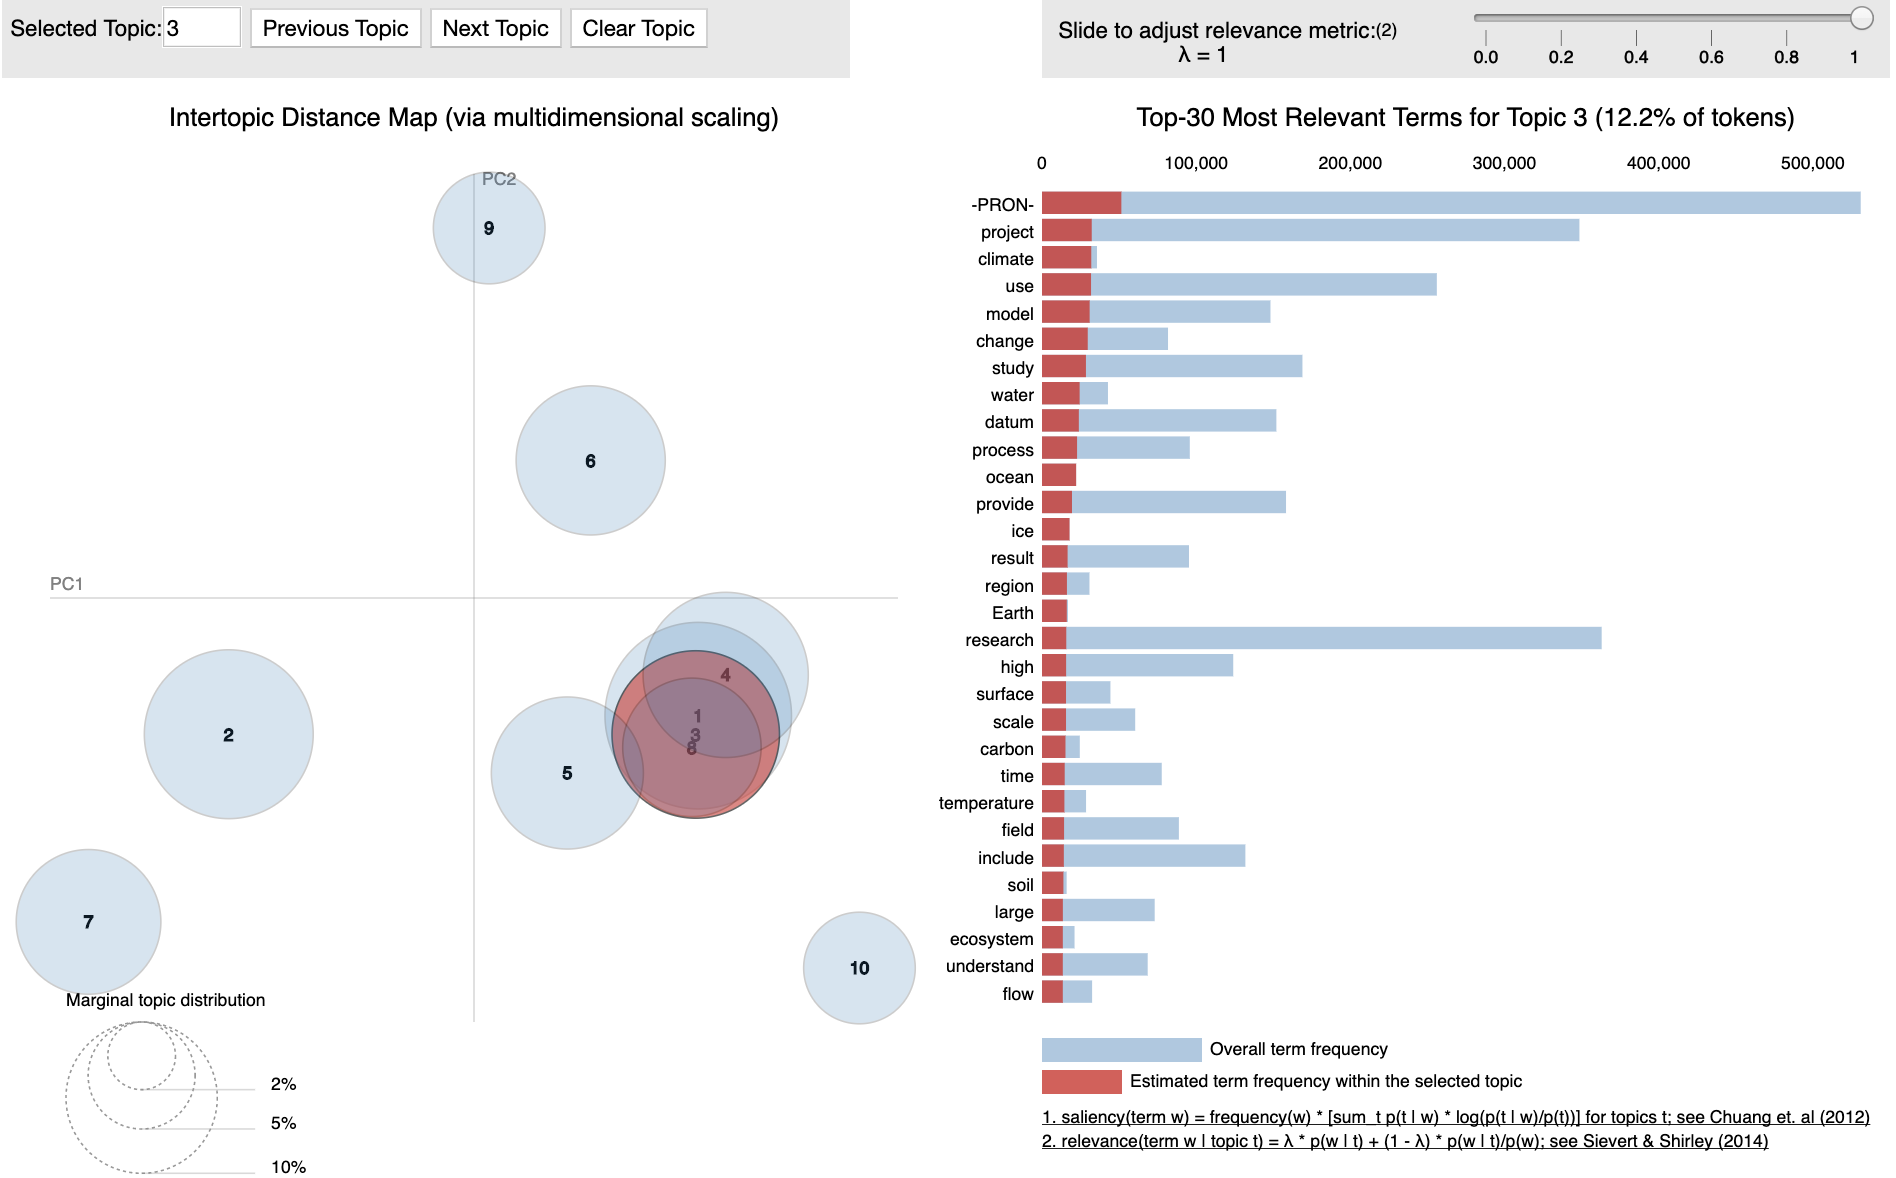 Selected Topic: 3 Previous Topic Next Topic Clear Topic
Slide to adjust relevance metric:(2)
λ = 1
0.0 0.2 0.4 0.6 0.8 1
Intertopic Distance Map (via multidimensional scaling)
PC2
9
6
PC1
4
1
3
8
2
5
7
10
Marginal topic distribution
2%
5%
10%
Top-30 Most Relevant Terms for Topic 3 (12.2% of tokens)
0 100,000 200,000 300,000 400,000 500,000
-PRON-
project
climate
use
model
change
study
water
datum
process
ocean
provide
ice
result
region
Earth
research
high
surface
scale
carbon
time
temperature
field
include
soil
large
ecosystem
understand
flow
Overall term frequency
Estimated term frequency within the selected topic
1. saliency(term w) = frequency(w) * [sum_t p(t | w) * log(p(t | w)/p(t))] for topics t; see Chuang et. al (2012)
2. relevance(term w | topic t) = λ * p(w | t) + (1 - λ) * p(w | t)/p(w); see Sievert & Shirley (2014)